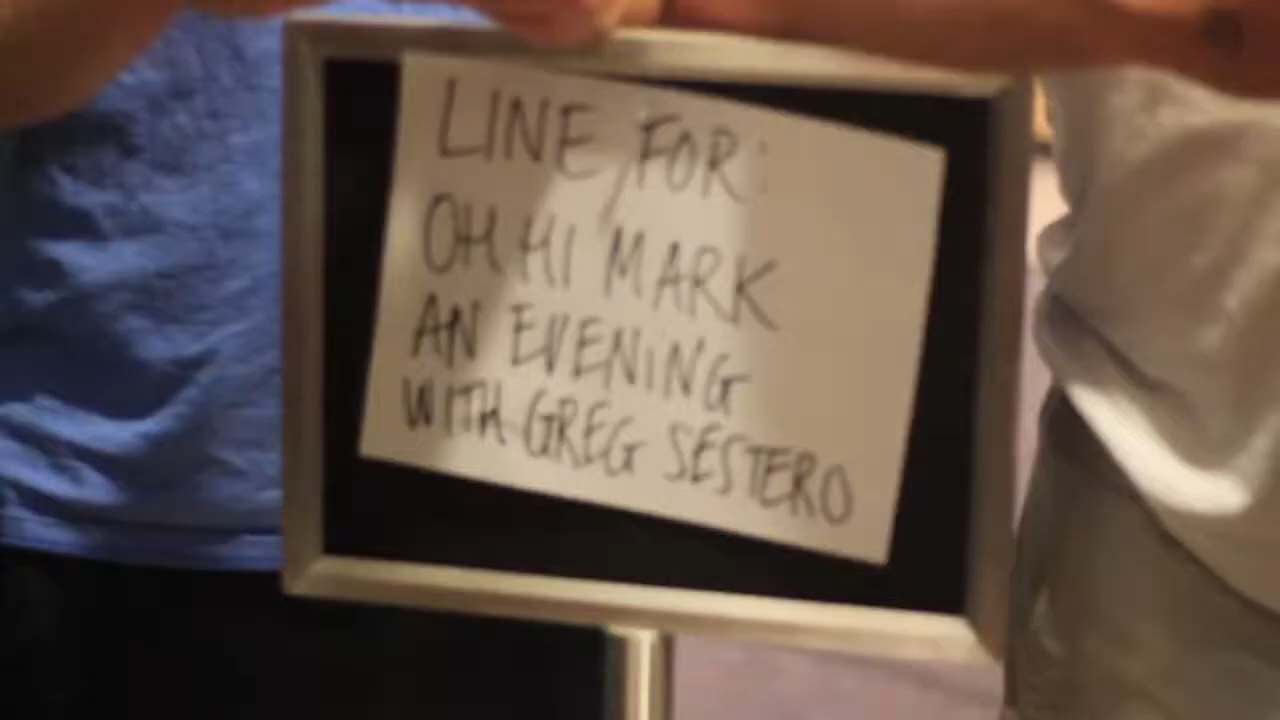 LINE FOR:
OH HI MARK
AN EVENING
WITH GREG SESTERO